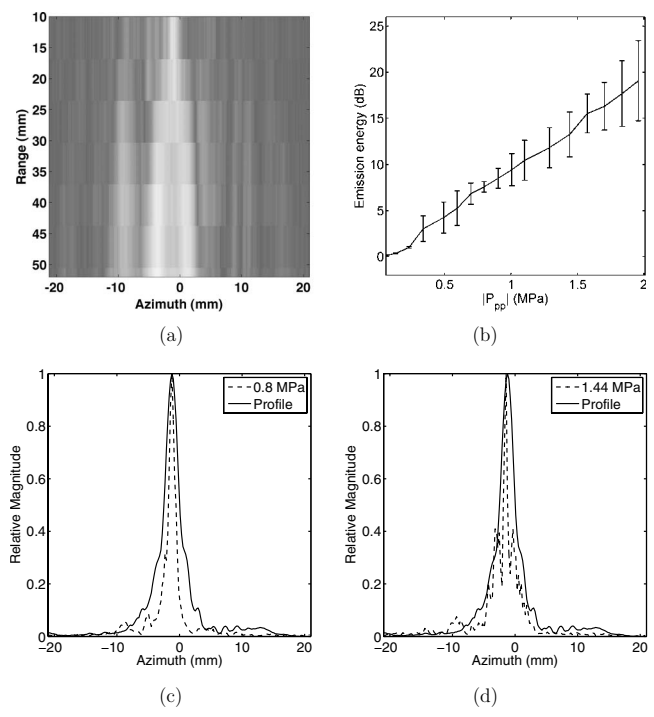 10
15
20
25
30
35
40
45
50
Range (mm)
-20 -10 0 10 20
Azimuth (mm)
(a)
25
20
15
10
5
0
Emission energy (dB)
0.5 1 1.5 2
|Ppp| (MPa)
(b)
1
0.8
0.6
0.4
0.2
0
Relative Magnitude
0.8 MPa
Profile
−20 −10 0 10 20
Azimuth (mm)
(c)
1
0.8
0.6
0.4
0.2
0
Relative Magnitude
1.44 MPa
Profile
−20 −10 0 10 20
Azimuth (mm)
(d)